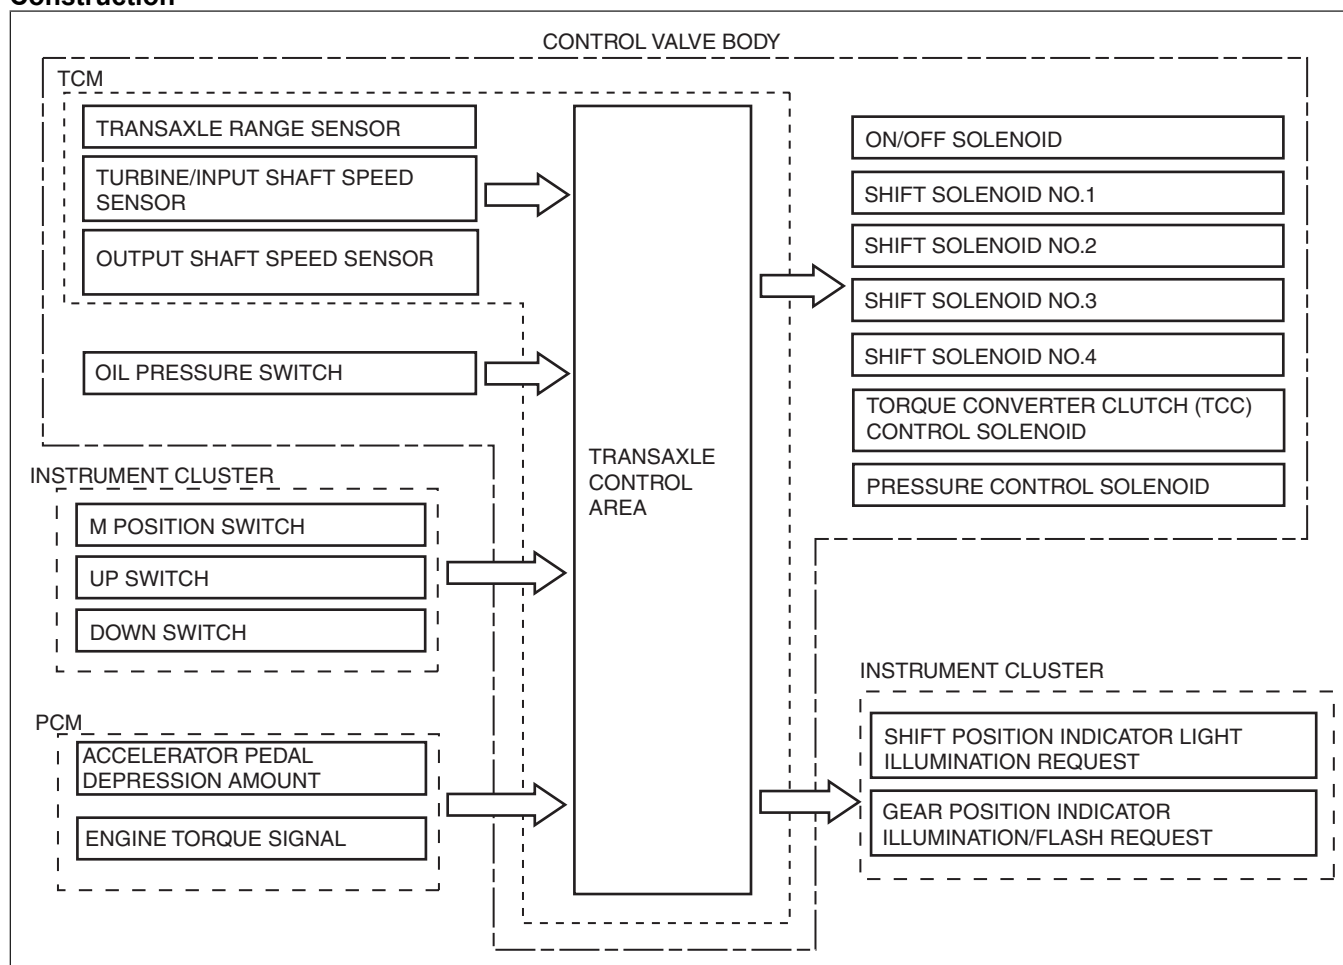 Construction
CONTROL VALVE BODY
TCM
TRANSAXLE RANGE SENSOR
TURBINE/INPUT SHAFT SPEED
SENSOR
OUTPUT SHAFT SPEED SENSOR
OIL PRESSURE SWITCH
INSTRUMENT CLUSTER
M POSITION SWITCH
UP SWITCH
DOWN SWITCH
PCM
ACCELERATOR PEDAL
DEPRESSION AMOUNT
ENGINE TORQUE SIGNAL
TRANSAXLE
CONTROL
AREA
ON/OFF SOLENOID
SHIFT SOLENOID NO.1
SHIFT SOLENOID NO.2
SHIFT SOLENOID NO.3
SHIFT SOLENOID NO.4
TORQUE CONVERTER CLUTCH (TCC)
CONTROL SOLENOID
PRESSURE CONTROL SOLENOID
INSTRUMENT CLUSTER
SHIFT POSITION INDICATOR LIGHT
ILLUMINATION REQUEST
GEAR POSITION INDICATOR
ILLUMINATION/FLASH REQUEST